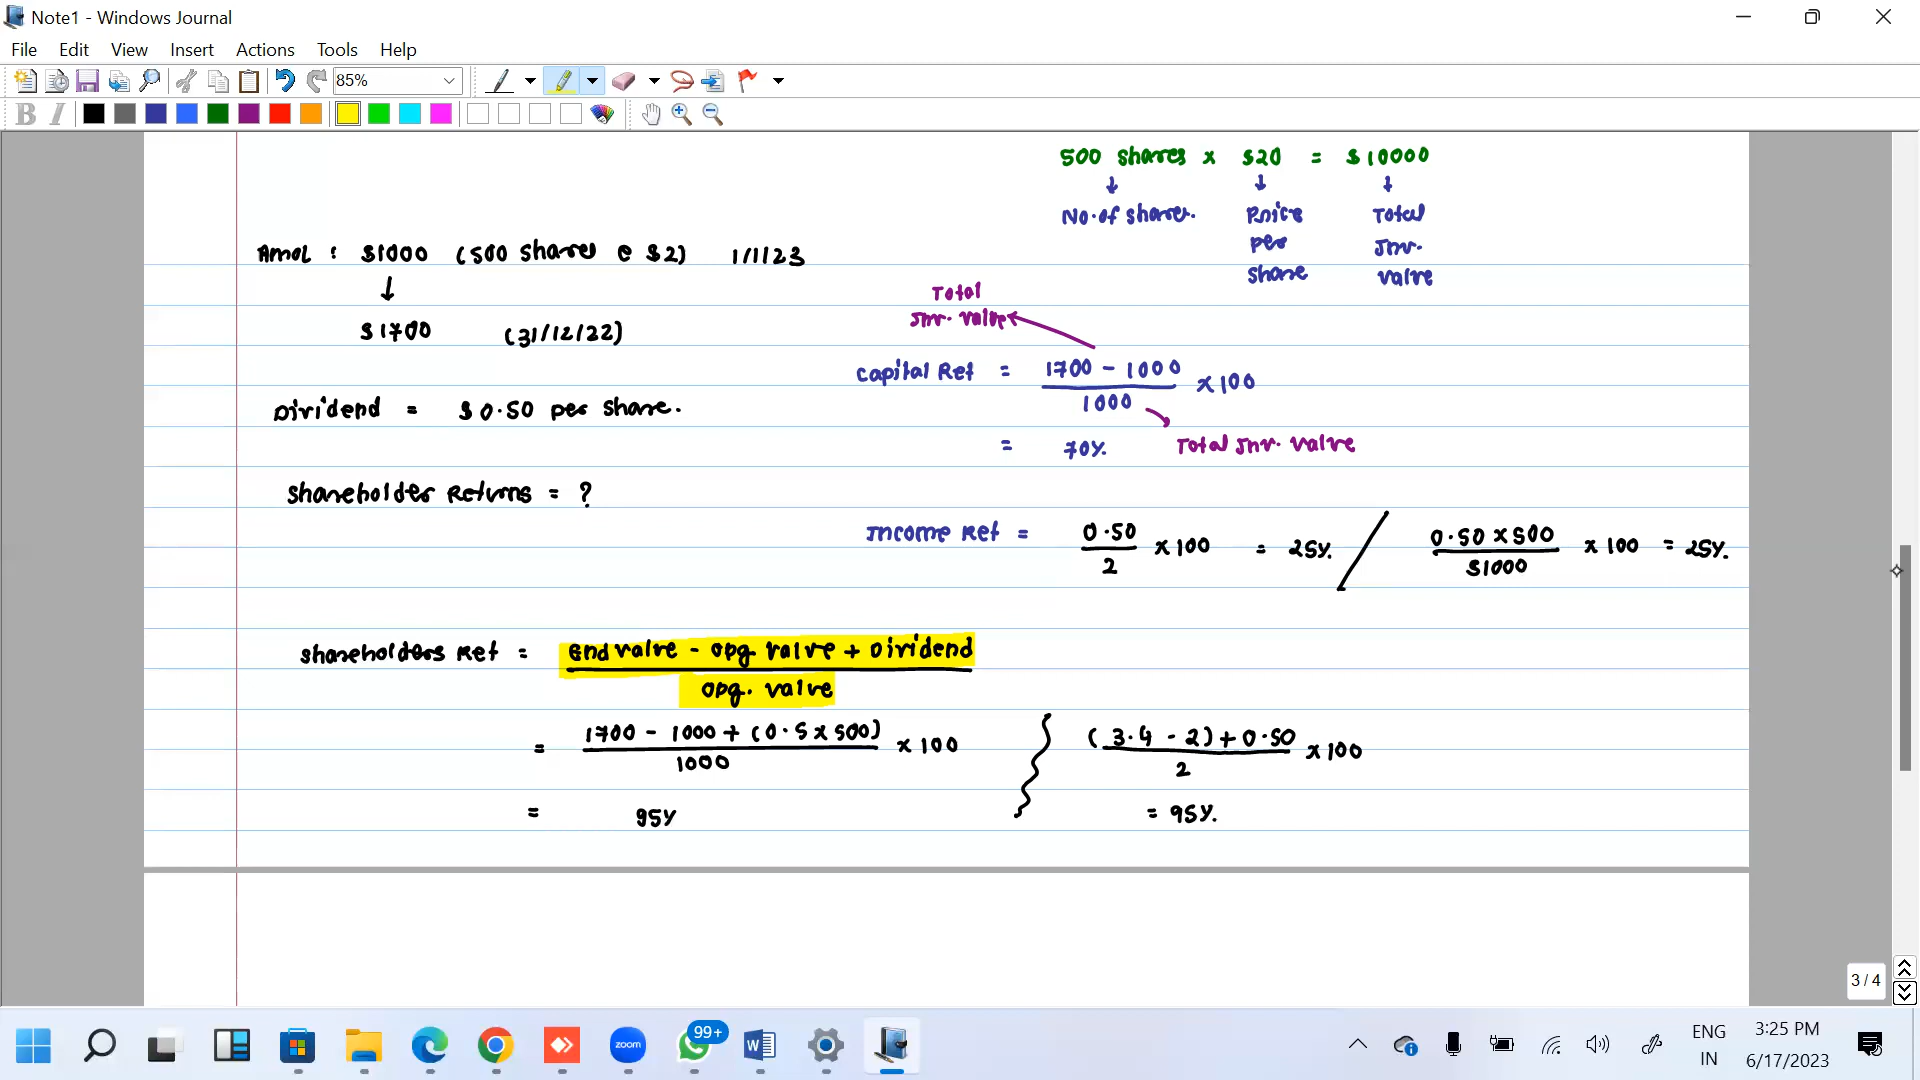 Note1 - Windows Journal
File Edit View Insert Actions Tools Help
85%
B I
500 shares x $20 = $10000
No. of shares. Price per share Total Inv. value
Amol : $1000 (500 shares @ $2) 1/1/23
$1700 (31/12/22)
Total Inv. value
Capital Ret = 1700 - 1000 / 1000 x 100
Dividend = $0.50 per share.
= 70%. Total Inv. value
Shareholder Returns = ?
Income Ret = 0.50 / 2 x 100 = 25%. / 0.50 x 500 / $1000 x 100 = 25%.
Shareholders Ret = End value - opg. value + Dividend
opg. value
= 1700 - 1000 + (0.5 x 500) / 1000 x 100
(3.4 - 2) + 0.50 / 2 x 100
= 95%
= 95%.
3 / 4
99+
zoom
ENG IN
3:25 PM
6/17/2023